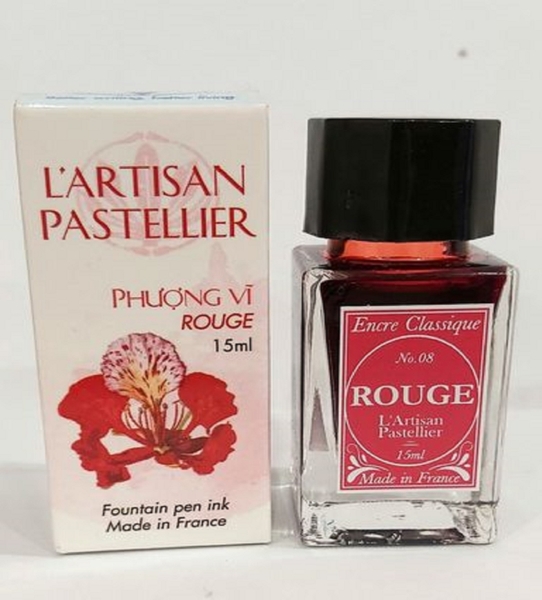 L'ARTISAN
PASTELLIER
PHƯỢNG VĨ
ROUGE
15ml
Fountain pen ink
Made in France
Encre Classique
No.08
ROUGE
L'Artisan
Pastellier
15ml
Made in France